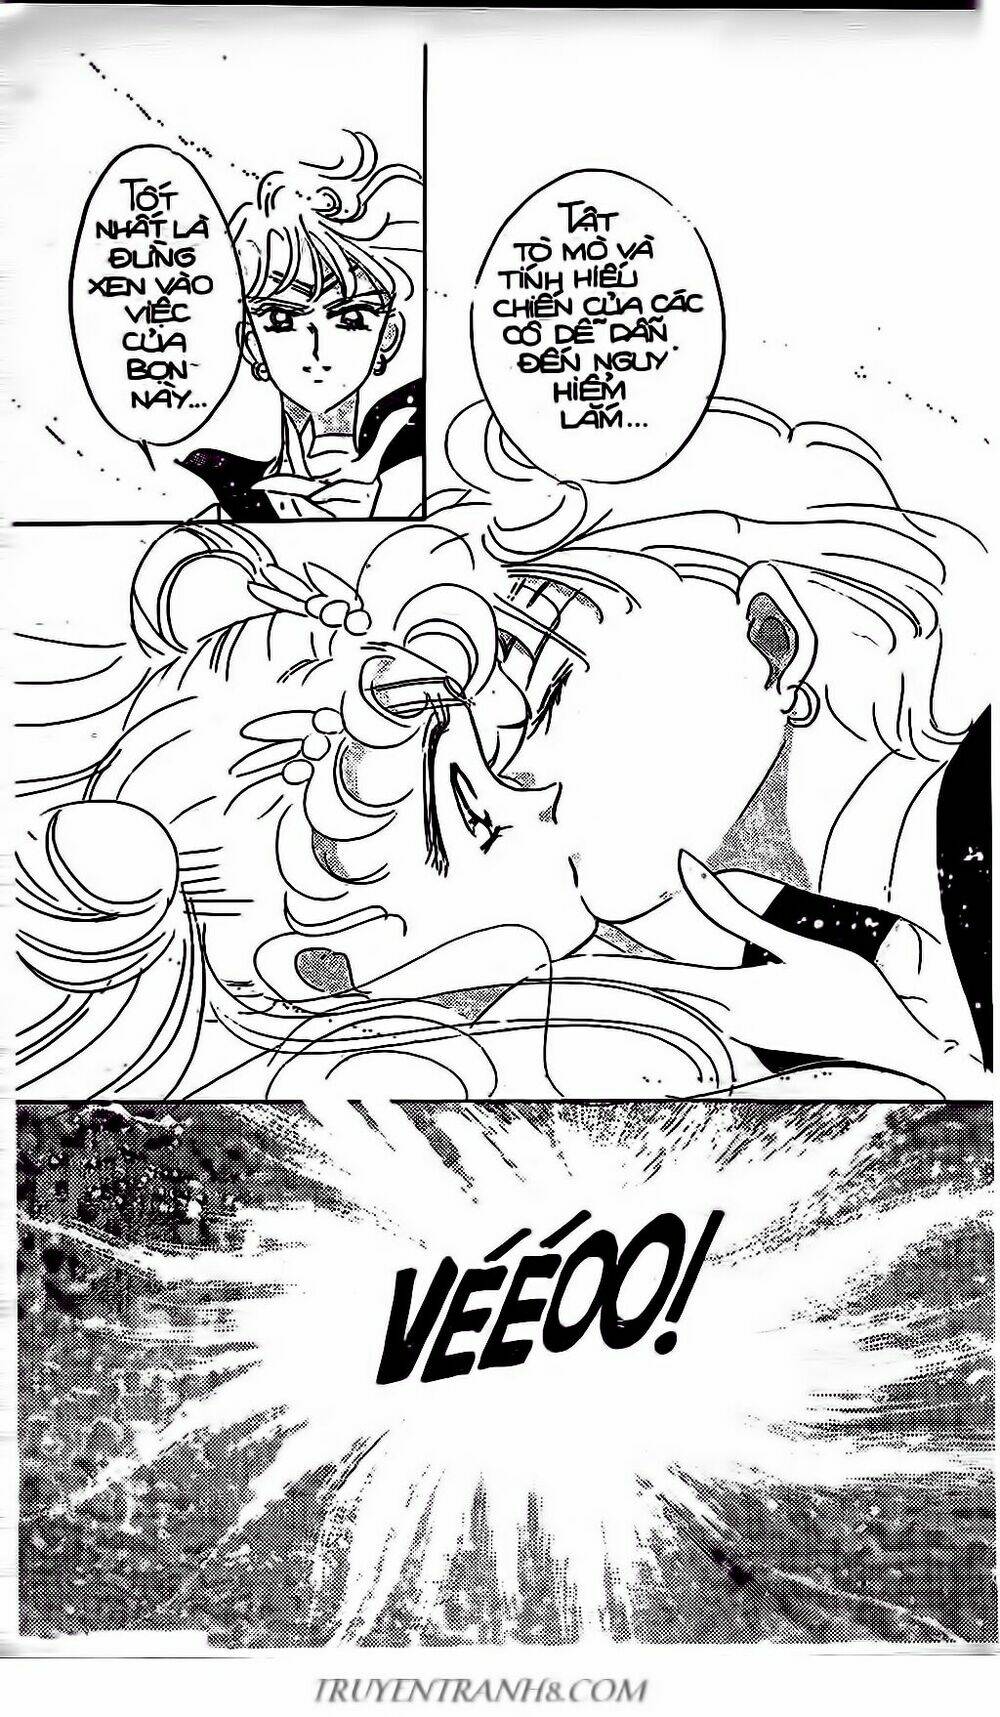 TỐT
NHẤT LÀ
ĐỪNG
XEN VÀO
VIỆC
CỦA
BỌN
NÀY...
TẬT
TÒ MÒ VÀ
TÍNH HIẾU
CHIẾN CỦA CÁC
CÔ DỄ DẪN
ĐẾN NGUY
HIỂM
LẮM...
VÉÉOO!
TRUYENTRANH8.COM